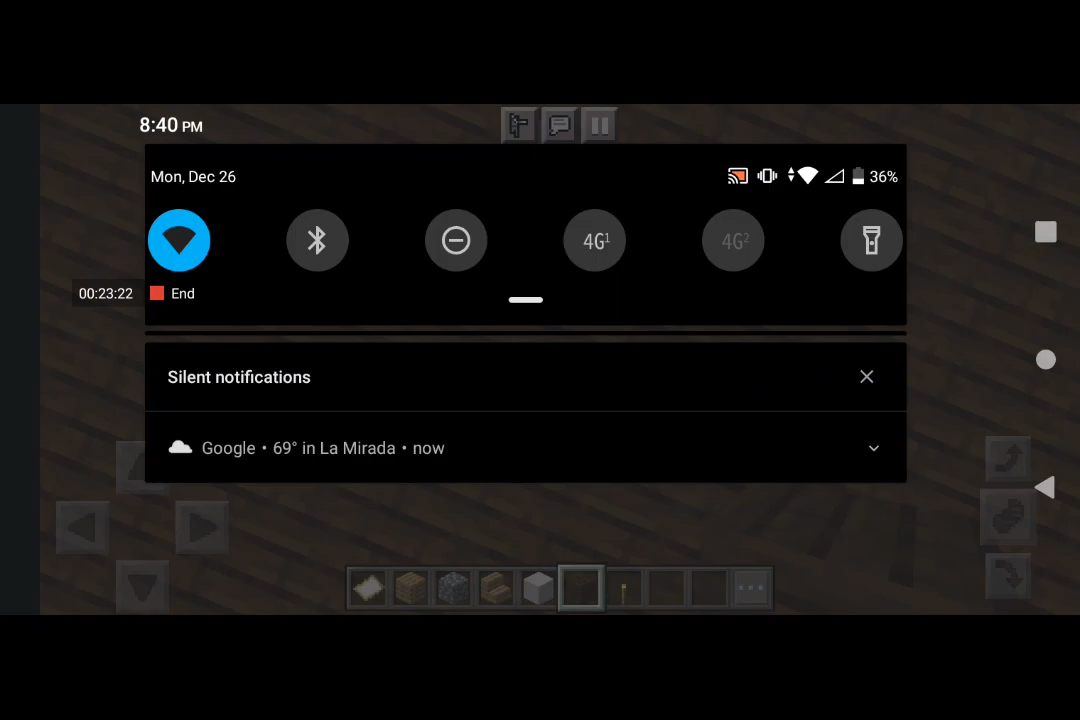 8:40 PM
Mon, Dec 26
36%
4G¹
4G²
00:23:22
End
Silent notifications
Google • 69° in La Mirada • now